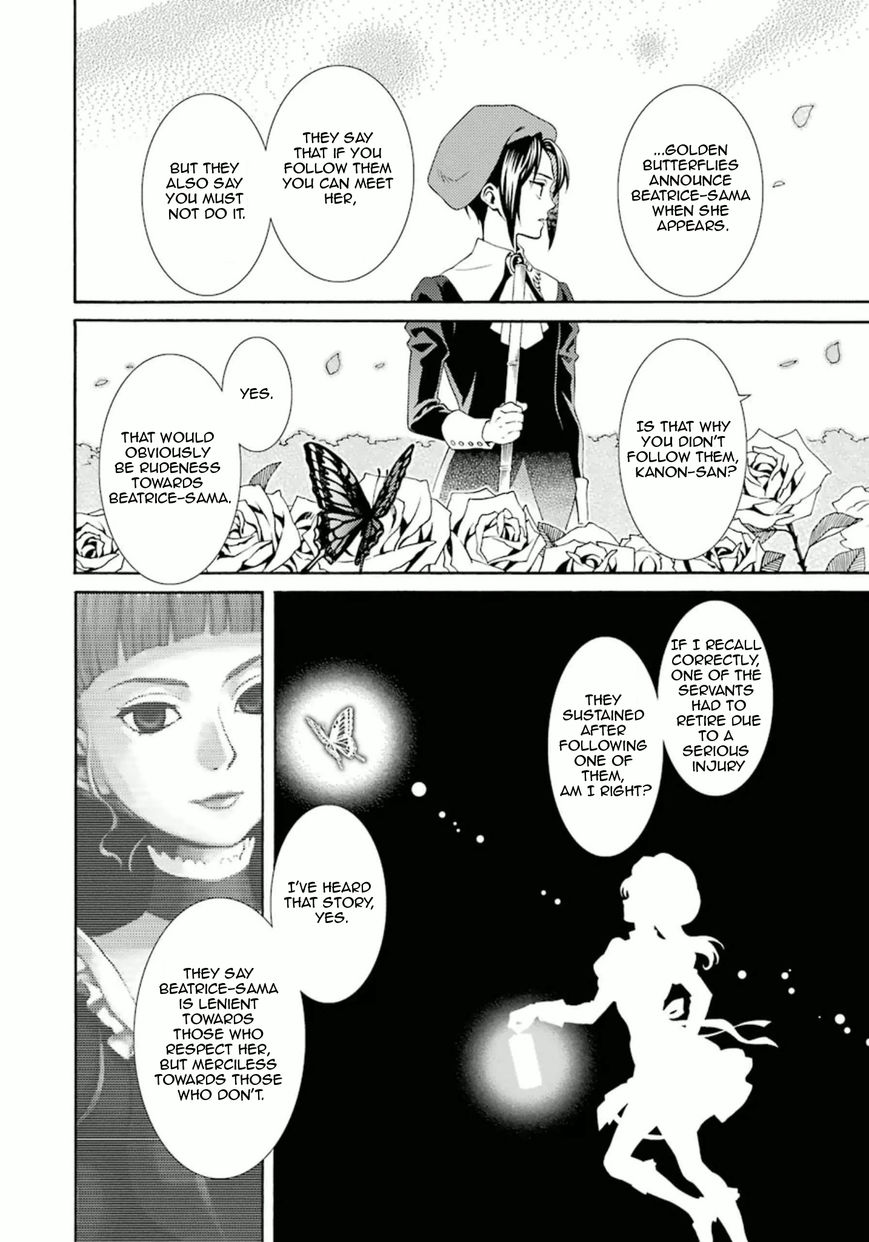 ...GOLDEN
BUTTERFLIES
ANNOUNCE
BEATRICE-SAMA
WHEN SHE
APPEARS.
THEY SAY
THAT IF YOU
FOLLOW THEM
YOU CAN MEET
HER,
BUT THEY
ALSO SAY
YOU MUST
NOT DO IT.
IS THAT WHY
YOU DIDN'T
FOLLOW THEM,
KANON-SAN?
YES.
THAT WOULD
OBVIOUSLY
BE RUDENESS
TOWARDS
BEATRICE-SAMA.
IF I RECALL
CORRECTLY,
ONE OF THE
SERVANTS
HAD TO
RETIRE DUE
TO A
SERIOUS
INJURY
THEY
SUSTAINED
AFTER
FOLLOWING
ONE OF
THEM,
AM I RIGHT?
I'VE HEARD
THAT STORY,
YES.
THEY SAY
BEATRICE-SAMA
IS LENIENT
TOWARDS
THOSE WHO
RESPECT HER,
BUT MERCILESS
TOWARDS THOSE
WHO DON'T.